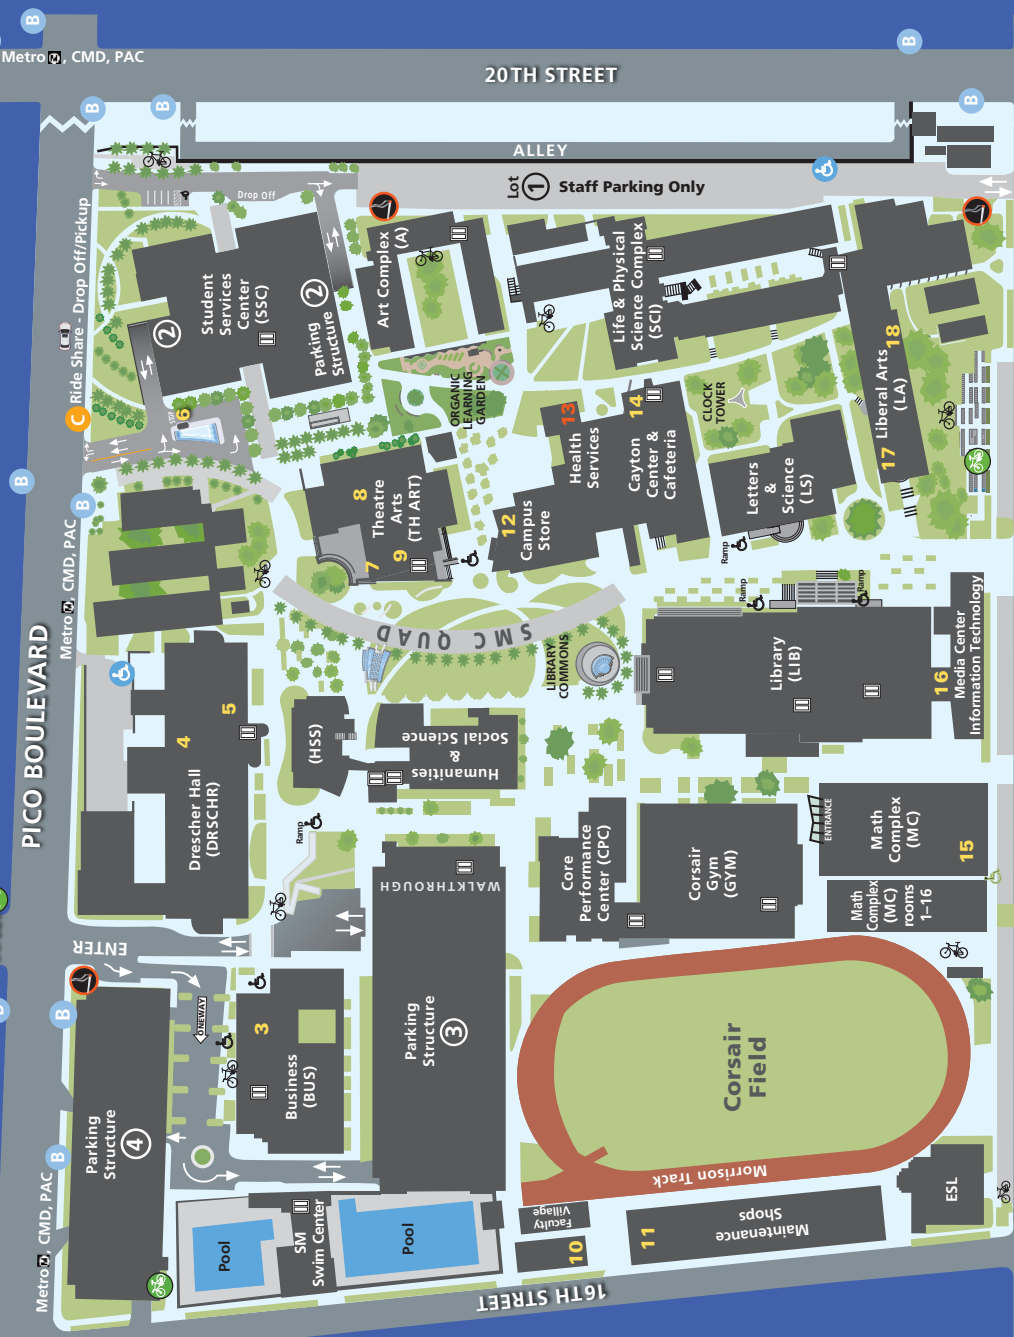 B
Metro M, CMD, PAC
20TH STREET
B
B
B
B
ALLEY
Lot
1
Staff Parking Only
Drop Off
Ride Share - Drop Off/Pickup
C
Student
Services
Center
(SSC)
2
Parking
Structure
2
Art Complex
(A)
Life & Physical
Science Complex
(SCI)
Liberal Arts
(LA)
18
17
ORGANIC
LEARNING
GARDEN
CLOCK
TOWER
13
Health
Services
14
Cayton
Center &
Cafeteria
Letters
&
Science
(LS)
6
STOP
8
Theatre
Arts
(TH ART)
7
9
12
Campus
Store
B
B
Metro M, CMD, PAC
PICO BOULEVARD
Ramp
Ramp
Ramp
SMC QUAD
LIBRARY
COMMONS
Library
(LIB)
16
Media Center
Information Technology
5
4
Drescher Hall
(DRSCHR)
(HSS)
Humanities
&
Social Science
Ramp
WALKTHROUGH
Core
Performance
Center (CPC)
Corsair
Gym
(GYM)
ENTRANCE
Math
Complex
(MC)
15
Math
Complex
(MC)
rooms
1–16
ENTER
B
B
ONEWAY
3
Business
(BUS)
Parking
Structure
3
Corsair
Field
Morrison Track
Parking
Structure
4
B
Metro M, CMD, PAC
Pool
SM
Swim Center
Pool
Faculty
Village
10
11
Maintenance
Shops
ESL
16TH STREET